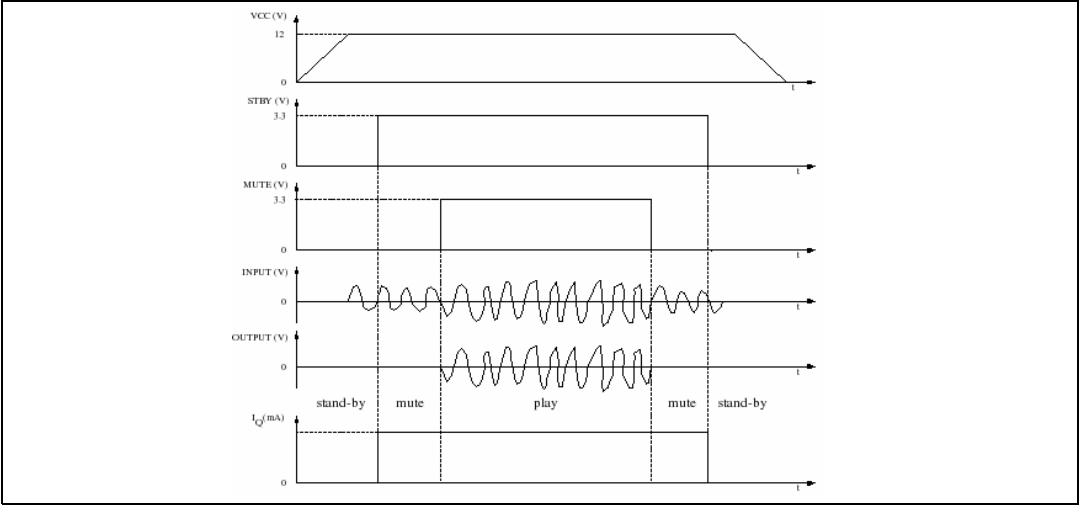 VCC (V)
12
0
t
STBY (V)
3.3
0
t
MUTE (V)
3.3
0
t
INPUT (V)
0
t
OUTPUT (V)
0
t
stand-by mute play mute stand-by
IQ(mA)
0
t